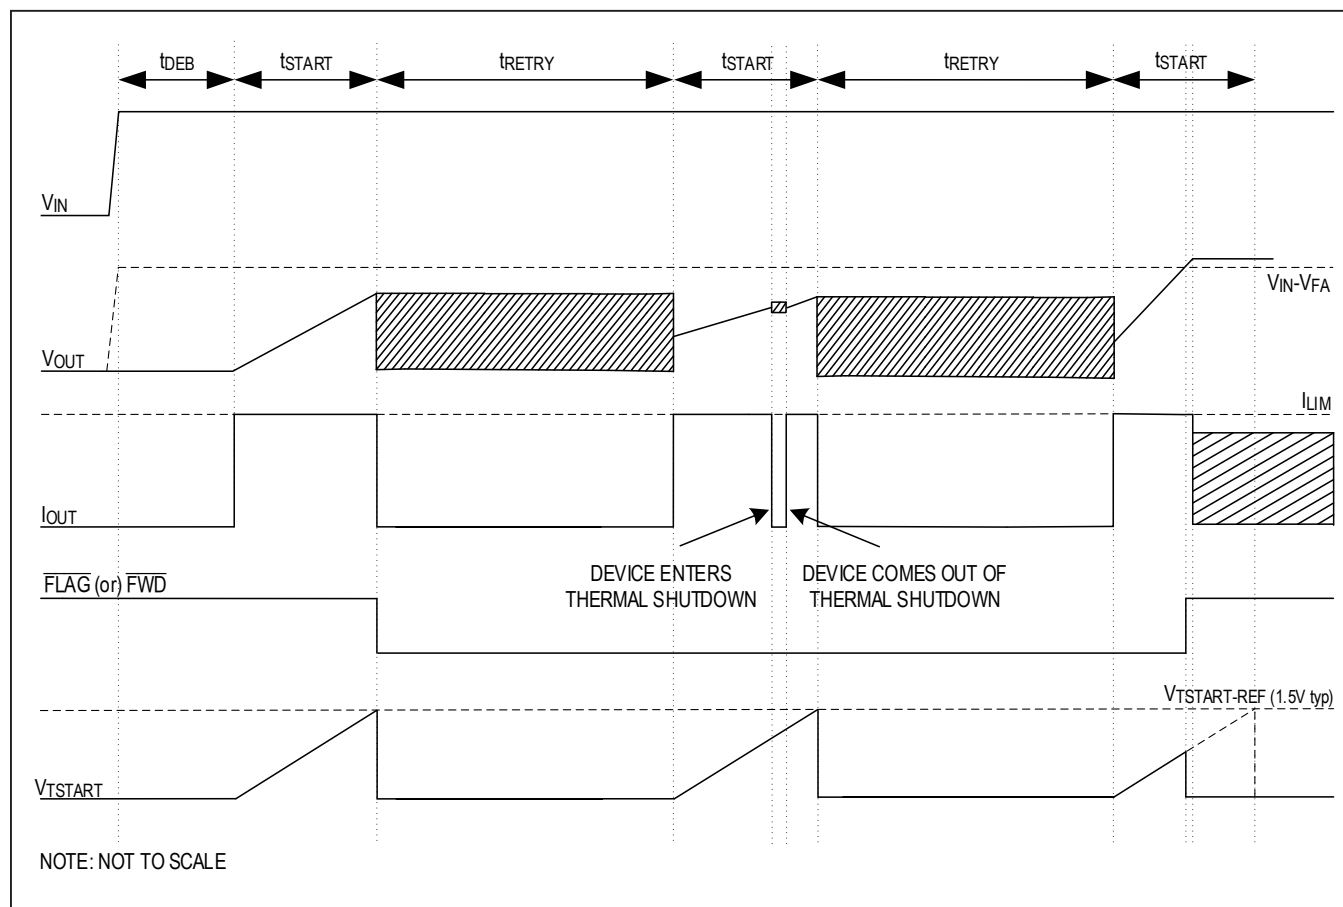 tDEB
tSTART
tRETRY
tSTART
tRETRY
tSTART
VIN
VIN-VFA
VOUT
ILIM
IOUT
DEVICE ENTERS
THERMAL SHUTDOWN
DEVICE COMES OUT OF
THERMAL SHUTDOWN
FLAG (or) FWD
VTSTART-REF (1.5V typ)
VTSTART
NOTE: NOT TO SCALE